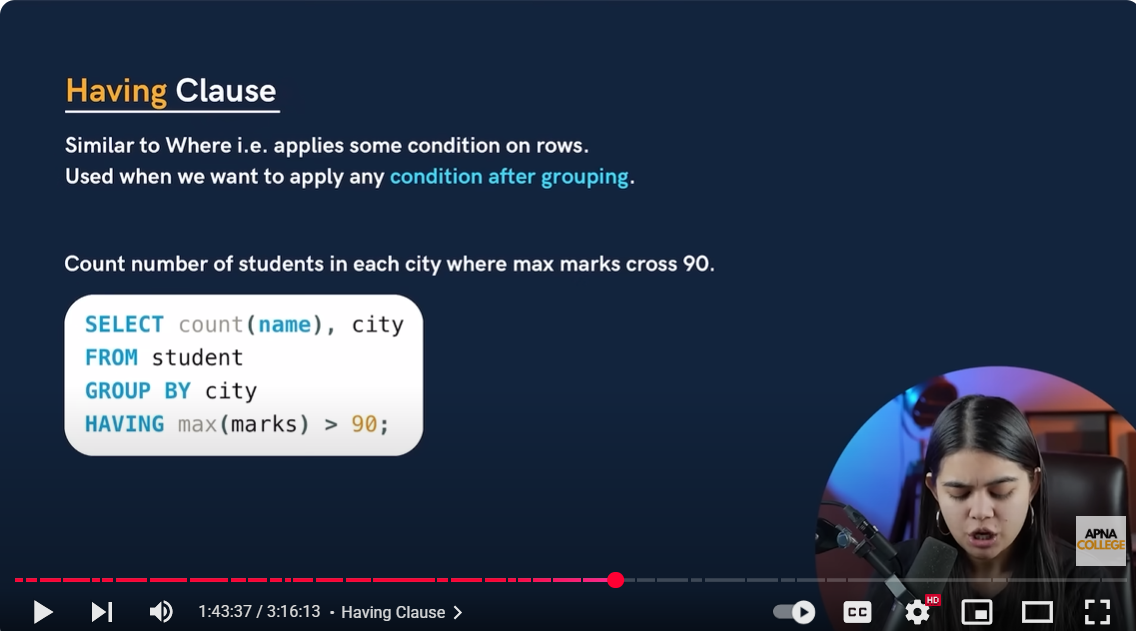 Having Clause
Similar to Where i.e. applies some condition on rows.
Used when we want to apply any condition after grouping.
Count number of students in each city where max marks cross 90.
SELECT count(name), city
FROM student
GROUP BY city
HAVING max(marks) > 90;
APNA
COLLEGE
1:43:37 / 3:16:13 • Having Clause
CC
HD